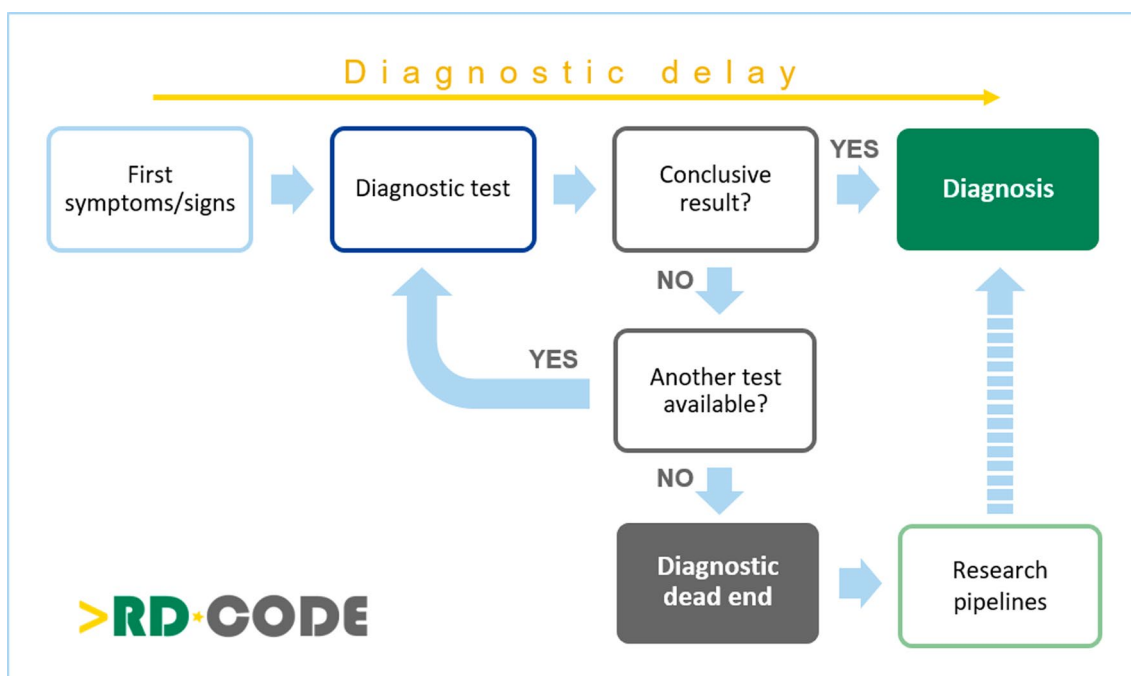 Diagnostic delay
First
symptoms/signs
Diagnostic test
Conclusive
result?
YES
Diagnosis
NO
YES
Another test
available?
NO
Diagnostic
dead end
Research
pipelines
>RD CODE